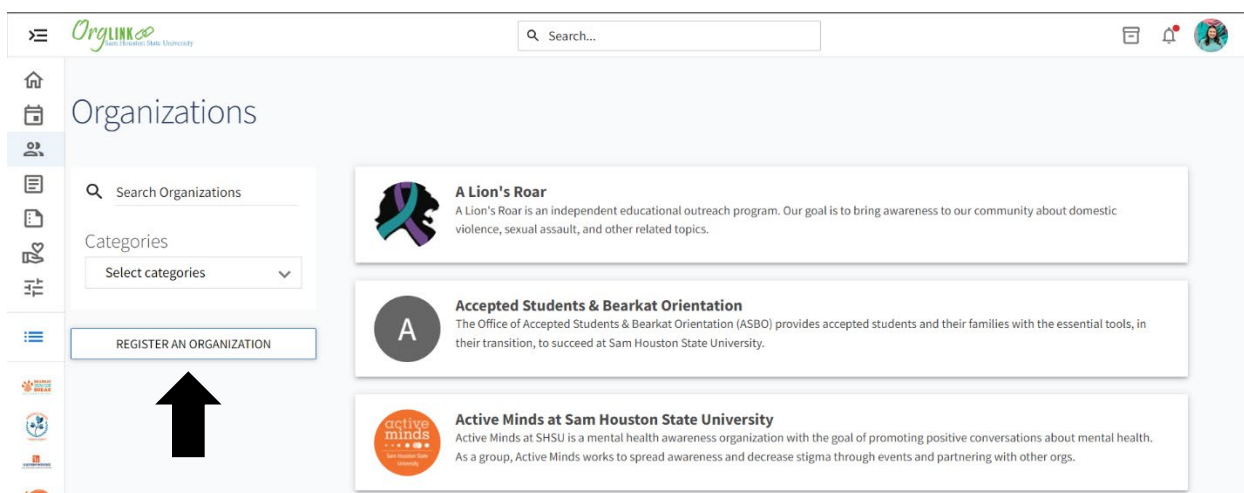 OrgLINK
Sam Houston State University
Search...
Organizations
Search Organizations
Categories
Select categories
REGISTER AN ORGANIZATION
A Lion's Roar
A Lion's Roar is an independent educational outreach program. Our goal is to bring awareness to our community about domestic
violence, sexual assault, and other related topics.
A
Accepted Students & Bearkat Orientation
The Office of Accepted Students & Bearkat Orientation (ASBO) provides accepted students and their families with the essential tools, in
their transition, to succeed at Sam Houston State University.
active
minds
Sam Houston State
University
Active Minds at Sam Houston State University
Active Minds at SHSU is a mental health awareness organization with the goal of promoting positive conversations about mental health.
As a group, Active Minds works to spread awareness and decrease stigma through events and partnering with other orgs.